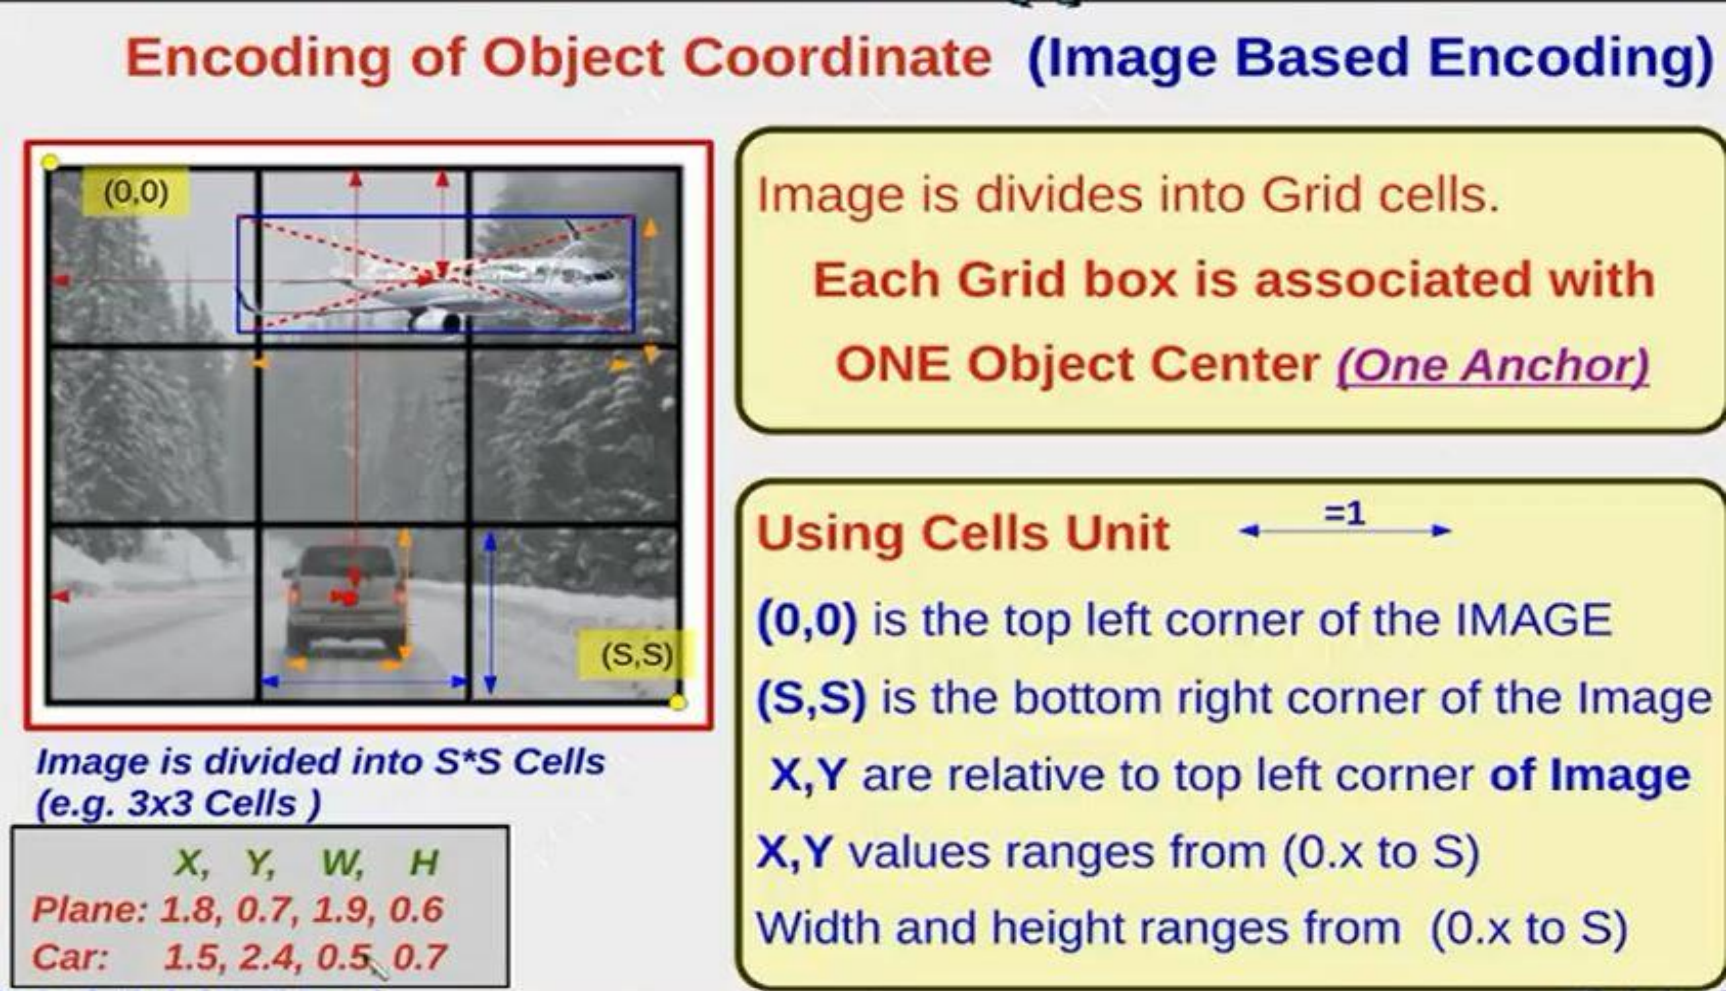 Encoding of Object Coordinate (Image Based Encoding)
(0,0)
(S,S)
Image is divided into S*S Cells
(e.g. 3x3 Cells )
X, Y, W, H
Plane: 1.8, 0.7, 1.9, 0.6
Car: 1.5, 2.4, 0.5, 0.7
Image is divides into Grid cells.
Each Grid box is associated with
ONE Object Center (One Anchor)
Using Cells Unit =1
(0,0) is the top left corner of the IMAGE
(S,S) is the bottom right corner of the Image
X,Y are relative to top left corner of Image
X,Y values ranges from (0.x to S)
Width and height ranges from (0.x to S)